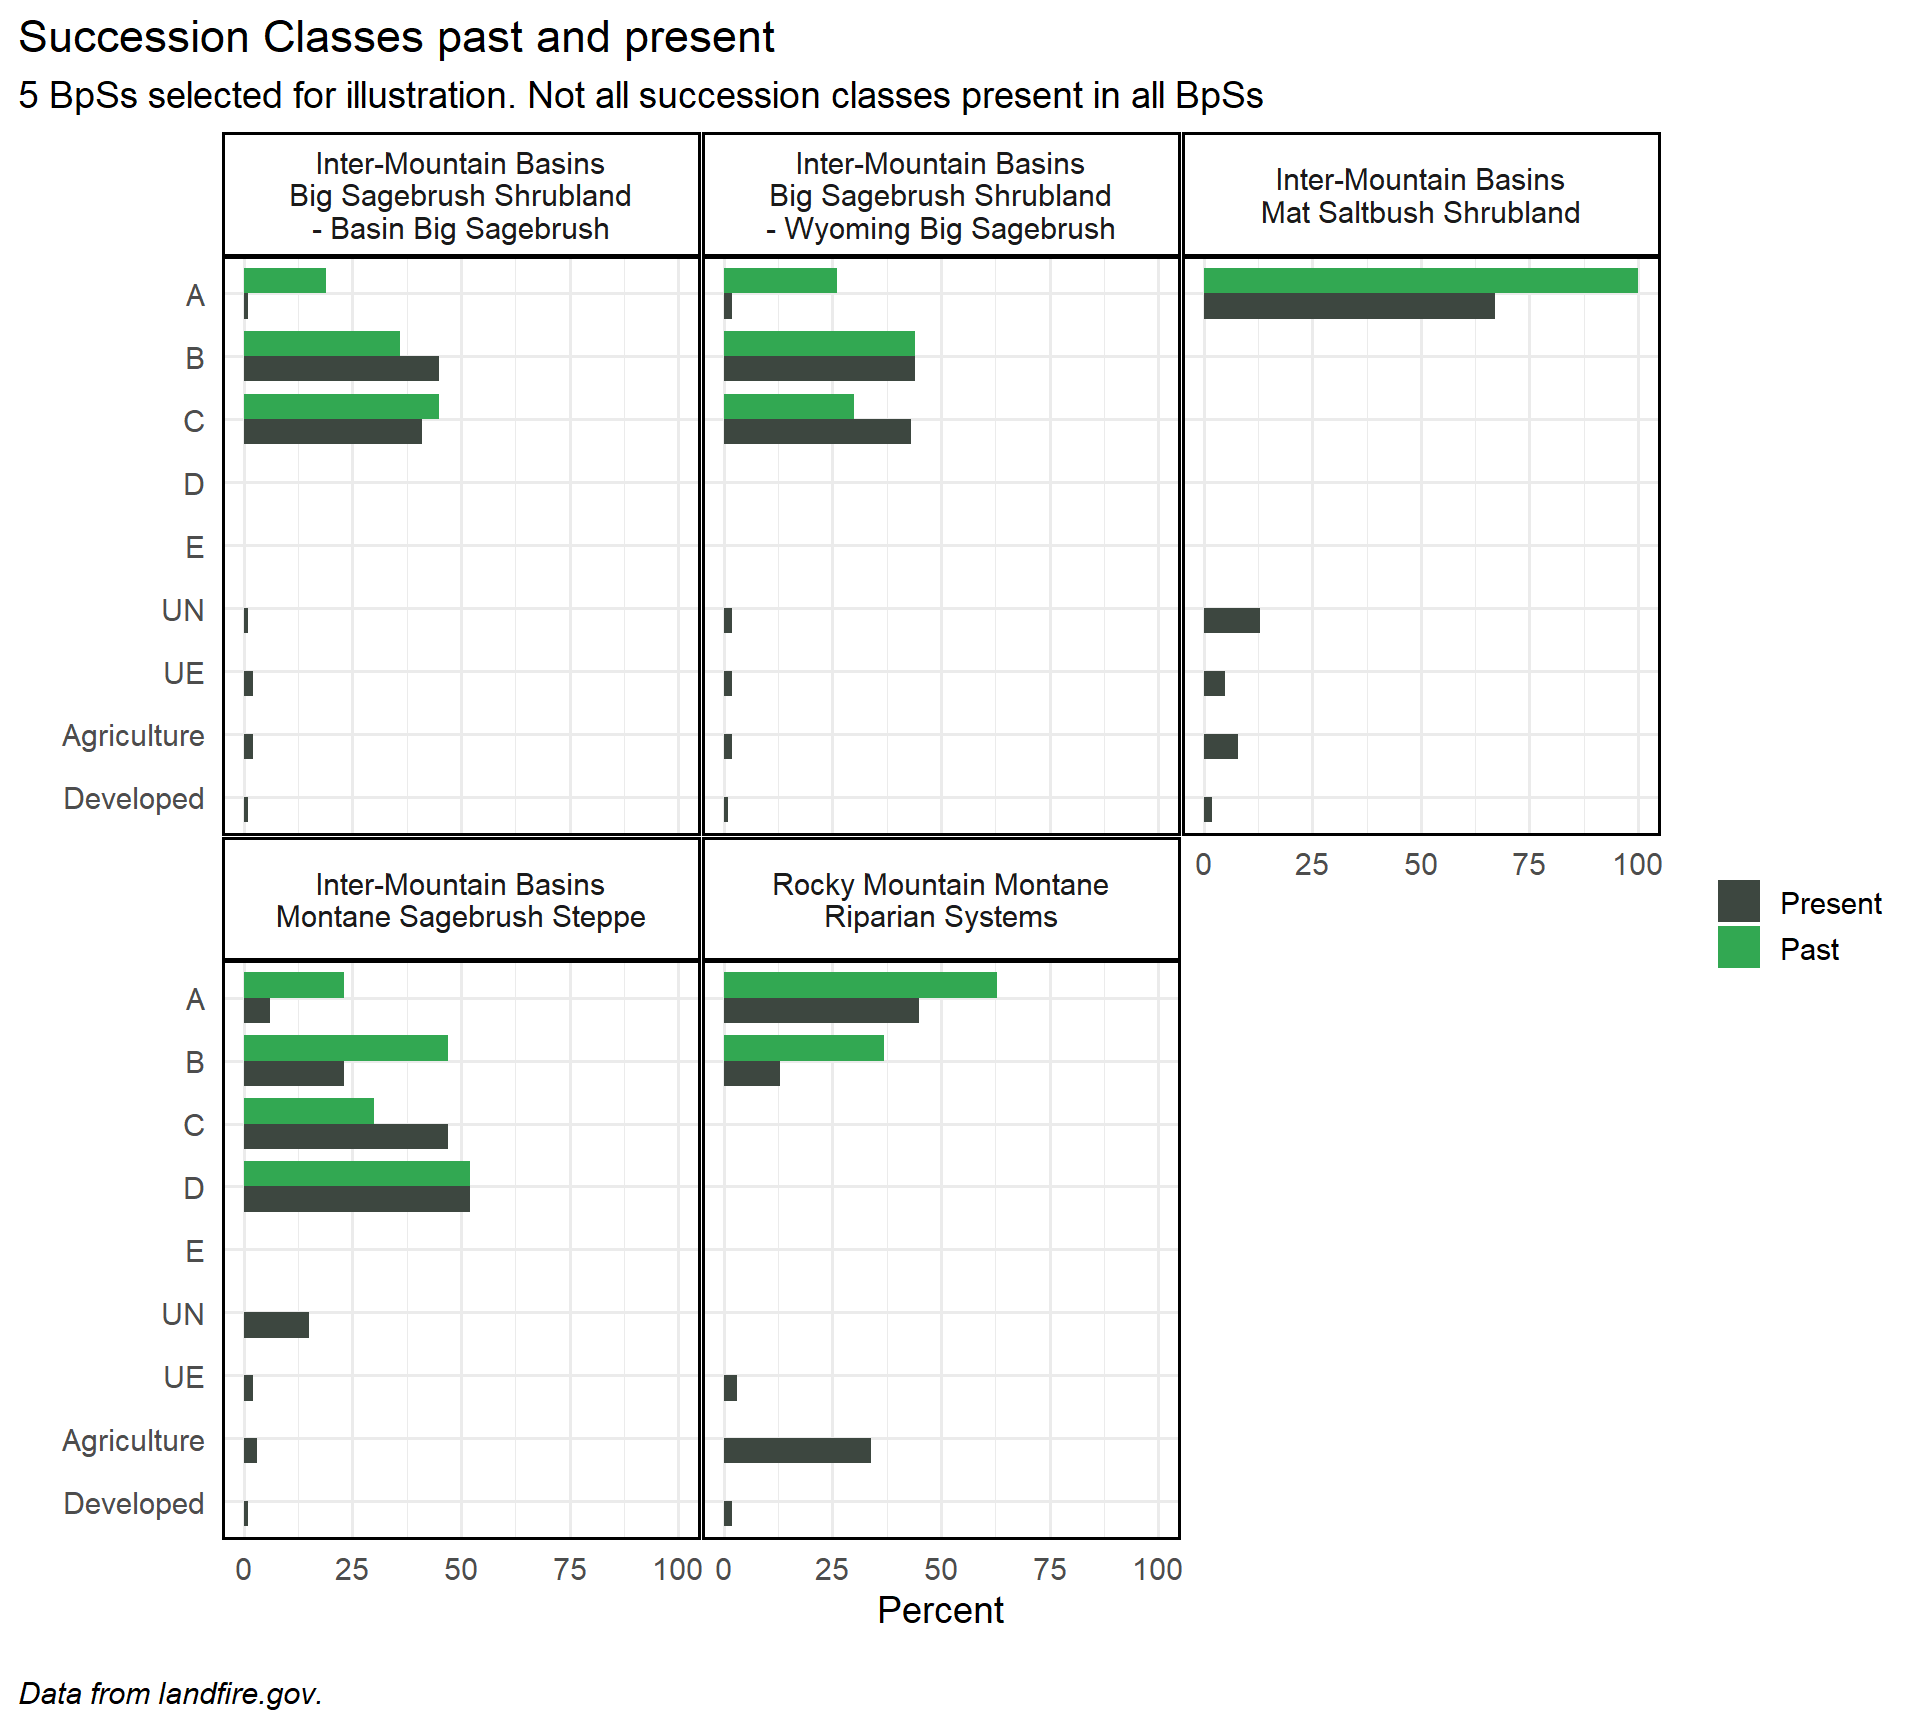 Succession Classes past and present
5 BpSs selected for illustration. Not all succession classes present in all BpSs
Inter-Mountain Basins
Big Sagebrush Shrubland
- Basin Big Sagebrush
Inter-Mountain Basins
Big Sagebrush Shrubland
- Wyoming Big Sagebrush
Inter-Mountain Basins
Mat Saltbush Shrubland
A
B
C
D
E
UN
UE
Agriculture
Developed
0 25 50 75 100
Inter-Mountain Basins
Montane Sagebrush Steppe
Rocky Mountain Montane
Riparian Systems
Present
Past
A
B
C
D
E
UN
UE
Agriculture
Developed
0 25 50 75 100
0 25 50 75 100
Percent
Data from landfire.gov.